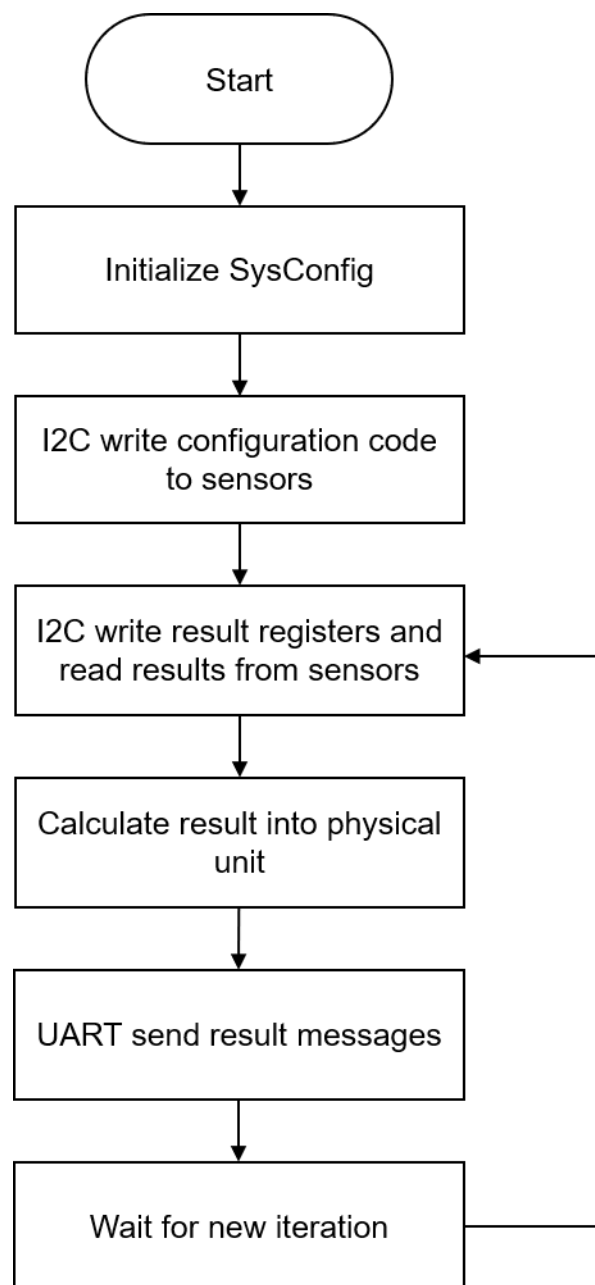 Start
Initialize SysConfig
I2C write configuration code
to sensors
I2C write result registers and
read results from sensors
Calculate result into physical
unit
UART send result messages
Wait for new iteration